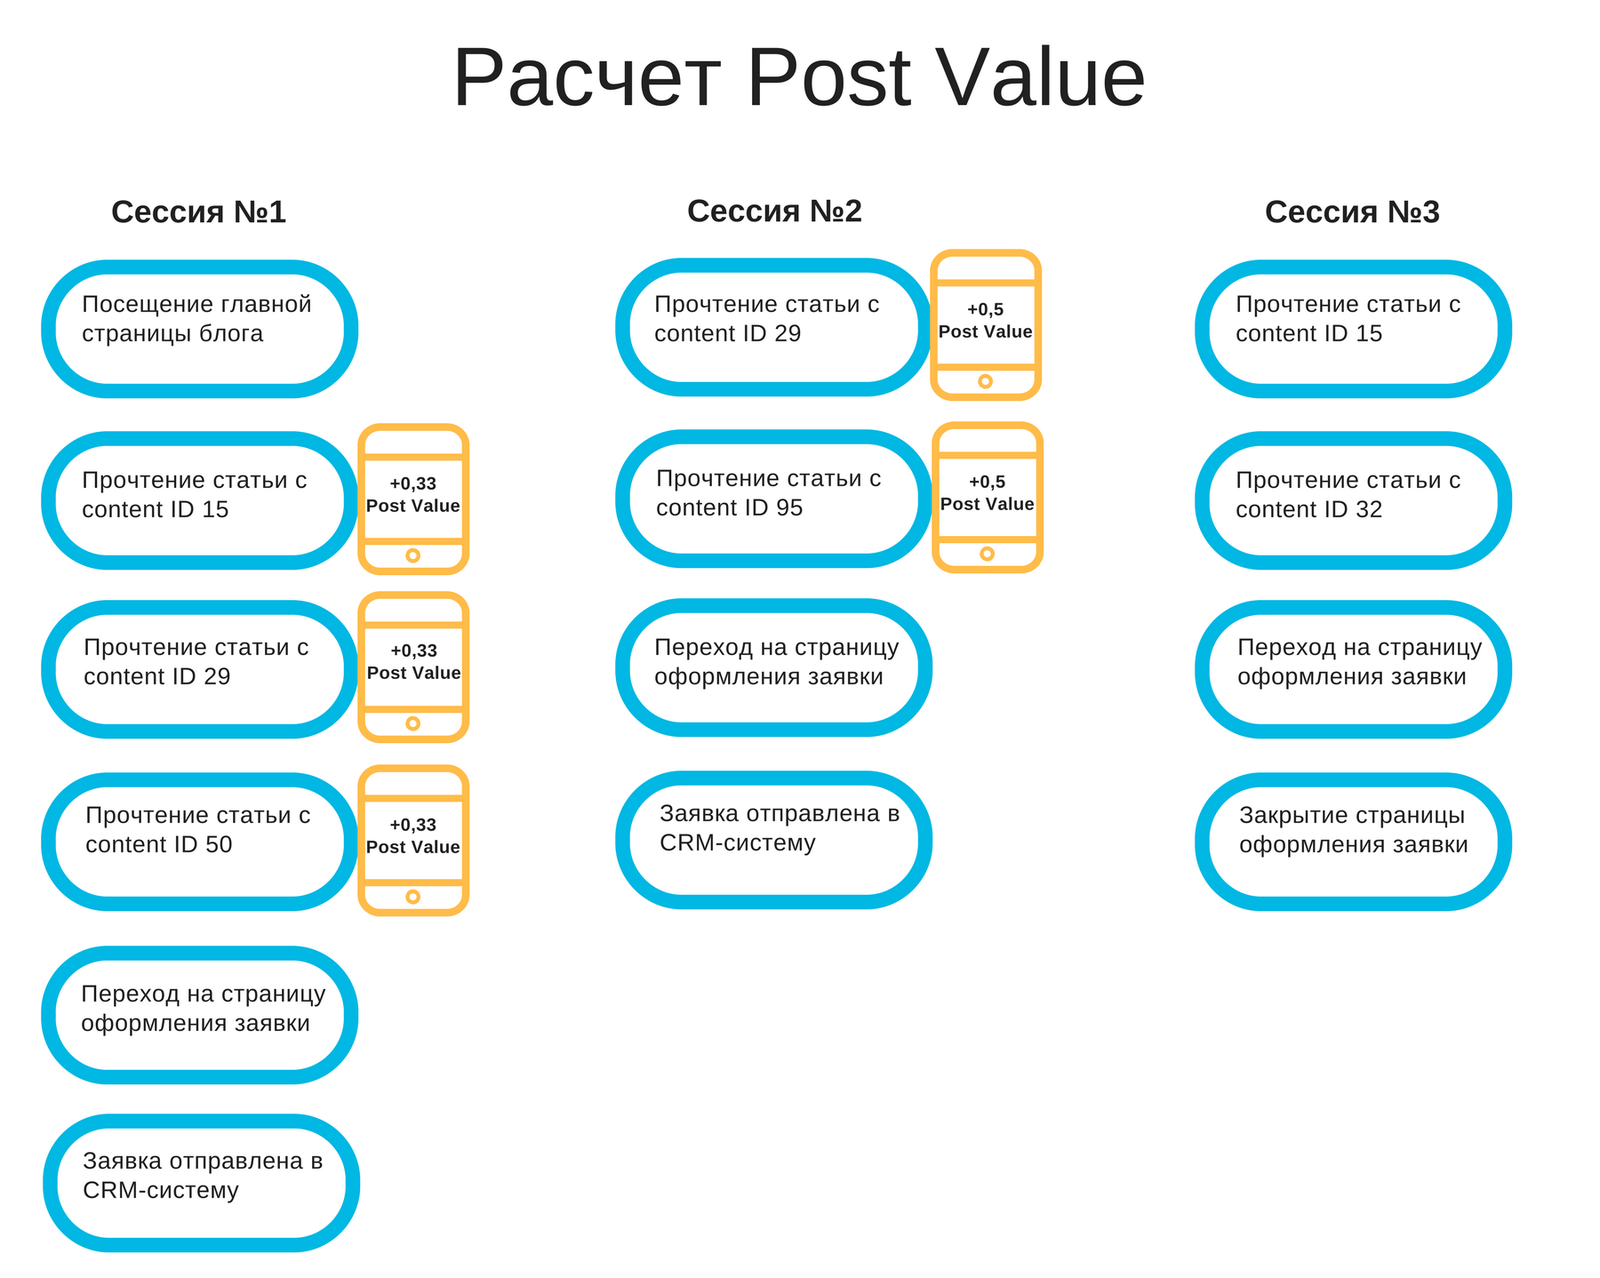 Расчет Post Value
Сессия №1
Посещение главной
страницы блога
Прочтение статьи с
content ID 15
+0,33
Post Value
Прочтение статьи с
content ID 29
+0,33
Post Value
Прочтение статьи с
content ID 50
+0,33
Post Value
Переход на страницу
оформления заявки
Заявка отправлена в
CRM-систему
Сессия №2
Прочтение статьи с
content ID 29
+0,5
Post Value
Прочтение статьи с
content ID 95
+0,5
Post Value
Переход на страницу
оформления заявки
Заявка отправлена в
CRM-систему
Сессия №3
Прочтение статьи с
content ID 15
Прочтение статьи с
content ID 32
Переход на страницу
оформления заявки
Закрытие страницы
оформления заявки